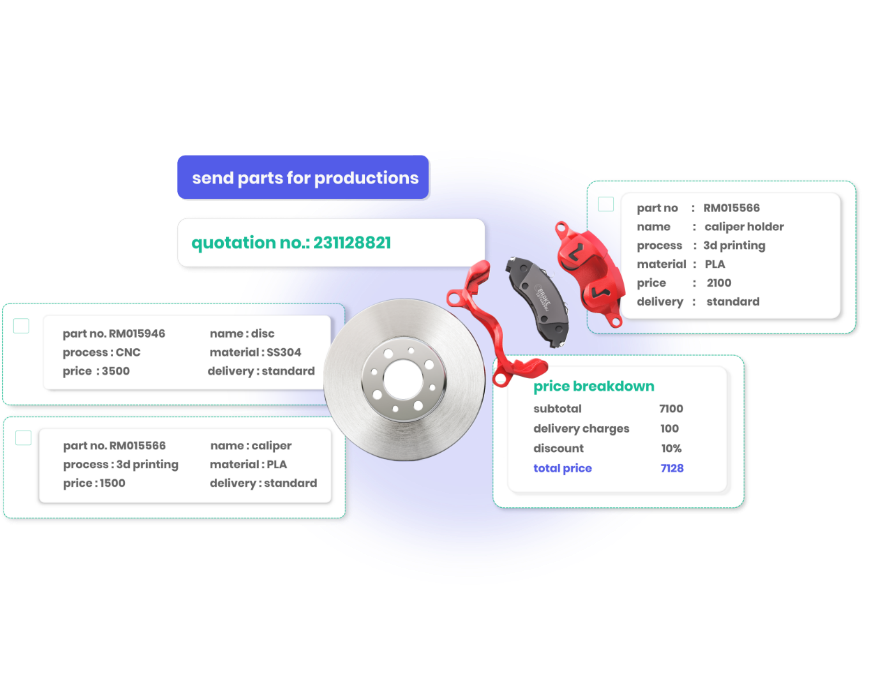 send parts for productions
quotation no.: 231128821
part no : RM015566
name : caliper holder
process : 3d printing
material : PLA
price : 2100
delivery : standard
part no. RM015946 name : disc
process : CNC material : SS304
price : 3500 delivery : standard
part no. RM015566 name : caliper
process : 3d printing material : PLA
price : 1500 delivery : standard
price breakdown
subtotal 7100
delivery charges 100
discount 10%
total price 7128